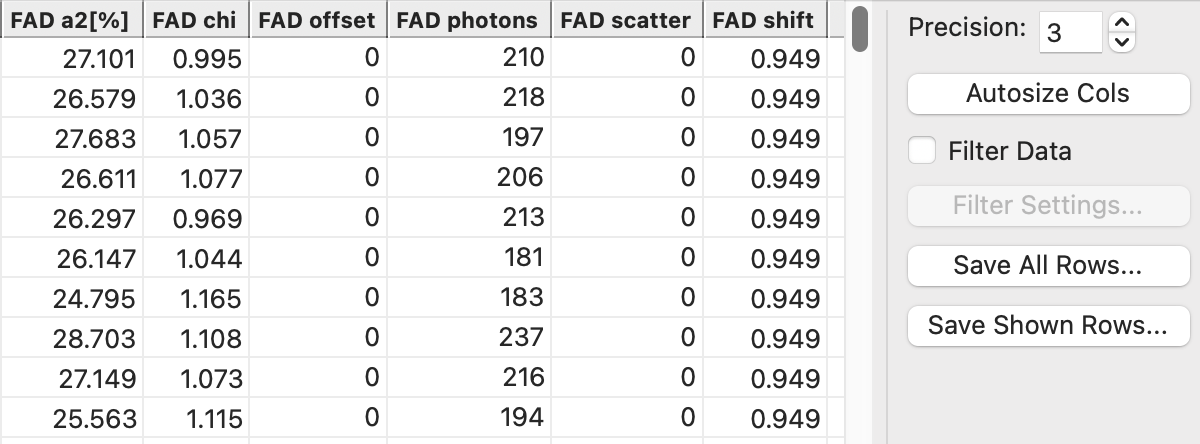 FAD a2[%] FAD chi FAD offset FAD photons FAD scatter FAD shift
27.101 0.995 0 210 0 0.949
26.579 1.036 0 218 0 0.949
27.683 1.057 0 197 0 0.949
26.611 1.077 0 206 0 0.949
26.297 0.969 0 213 0 0.949
26.147 1.044 0 181 0 0.949
24.795 1.165 0 183 0 0.949
28.703 1.108 0 237 0 0.949
27.149 1.073 0 216 0 0.949
25.563 1.115 0 194 0 0.949
Precision: 3
Autosize Cols
Filter Data
Filter Settings...
Save All Rows...
Save Shown Rows...